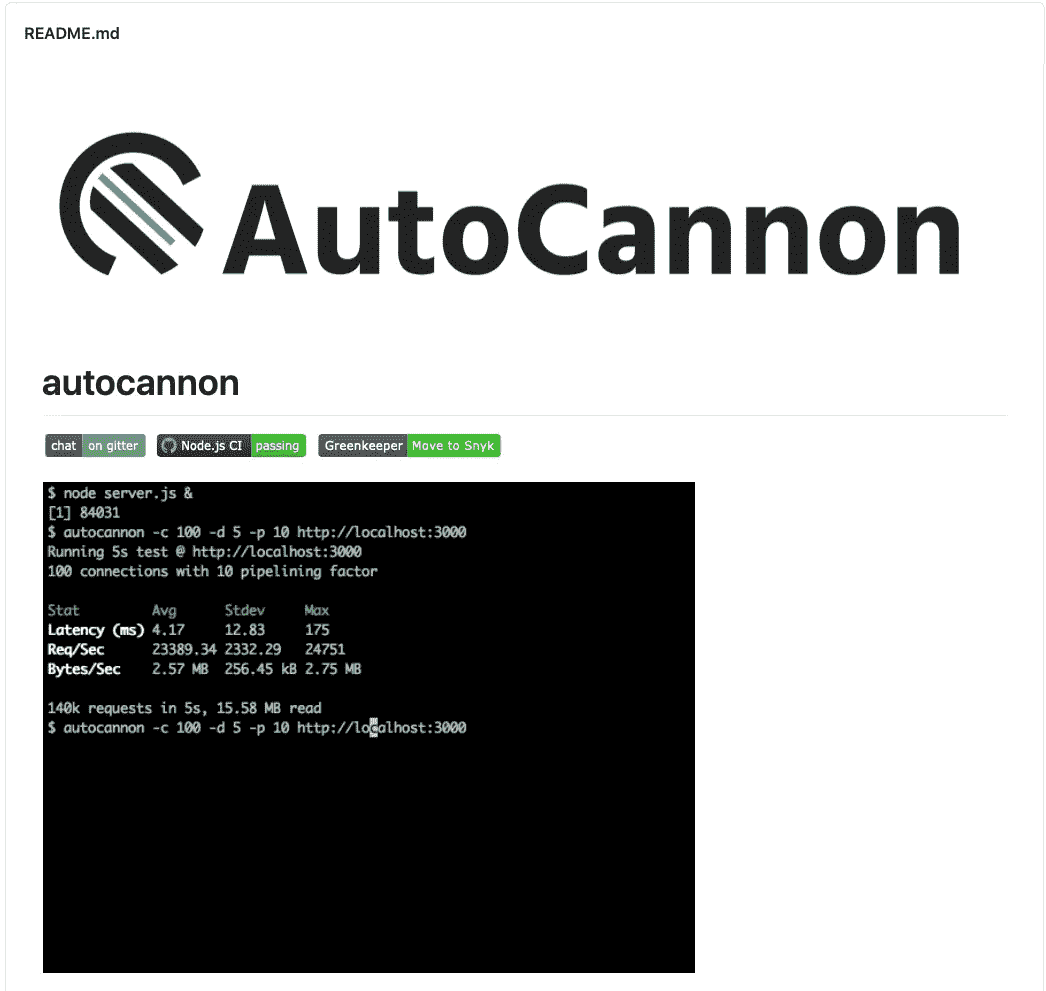 README.md
AutoCannon
autocannon
chat on gitter Node.js CI passing Greenkeeper Move to Snyk
$ node server.js &
[1] 84031
$ autocannon -c 100 -d 5 -p 10 http://localhost:3000
Running 5s test @ http://localhost:3000
100 connections with 10 pipelining factor
Stat Avg Stdev Max
Latency (ms) 4.17 12.83 175
Req/Sec 23389.34 2332.29 24751
Bytes/Sec 2.57 MB 256.45 kB 2.75 MB
140k requests in 5s, 15.58 MB read
$ autocannon -c 100 -d 5 -p 10 http://localhost:3000